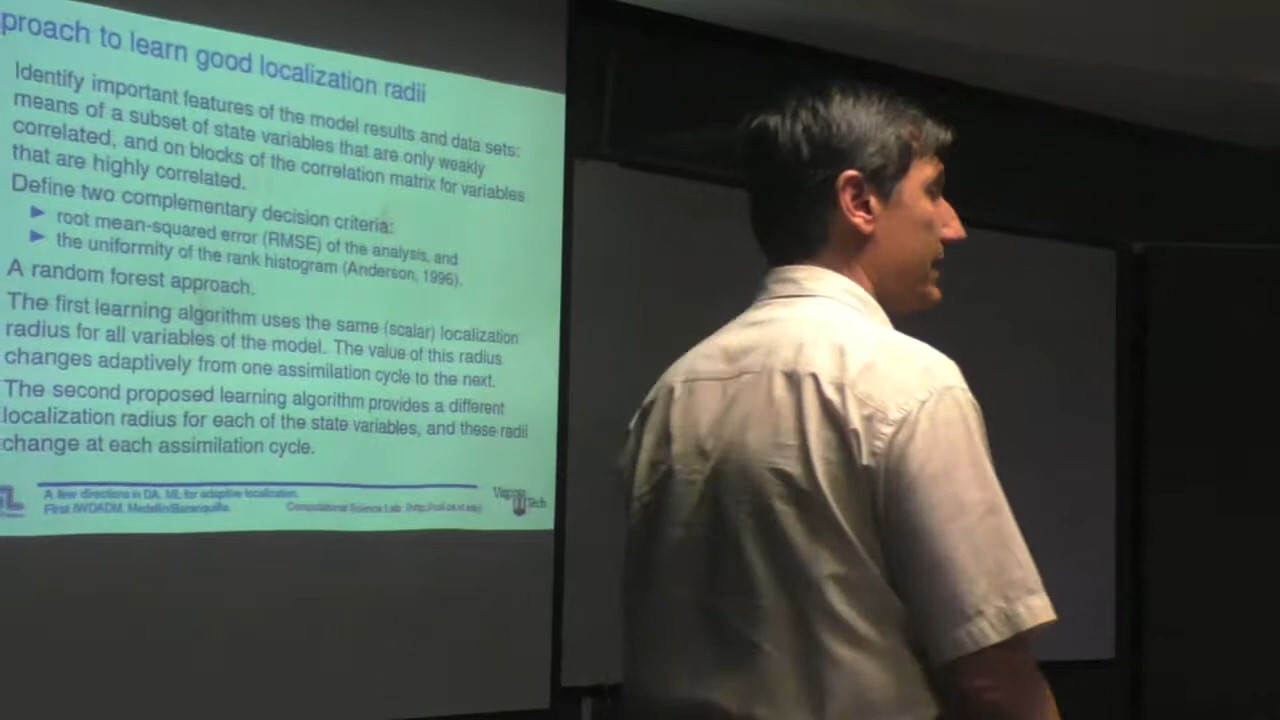 proach to learn good localization radii
Identify important features of the model results and data sets:
means of a subset of state variables that are only weakly
correlated, and on blocks of the correlation matrix for variables
that are highly correlated.
Define two complementary decision criteria:
root mean-squared error (RMSE) of the analysis, and
the uniformity of the rank histogram (Anderson, 1996).
A random forest approach.
The first learning algorithm uses the same (scalar) localization
radius for all variables of the model. The value of this radius
changes adaptively from one assimilation cycle to the next.
The second proposed learning algorithm provides a different
localization radius for each of the state variables, and these radii
change at each assimilation cycle.
A few directions in DA. ML for adaptive localization.
First IWDADM, Medellin/Baranquilla.
Computational Science Lab (http://csl.cs.vt.edu)
Virginia Tech